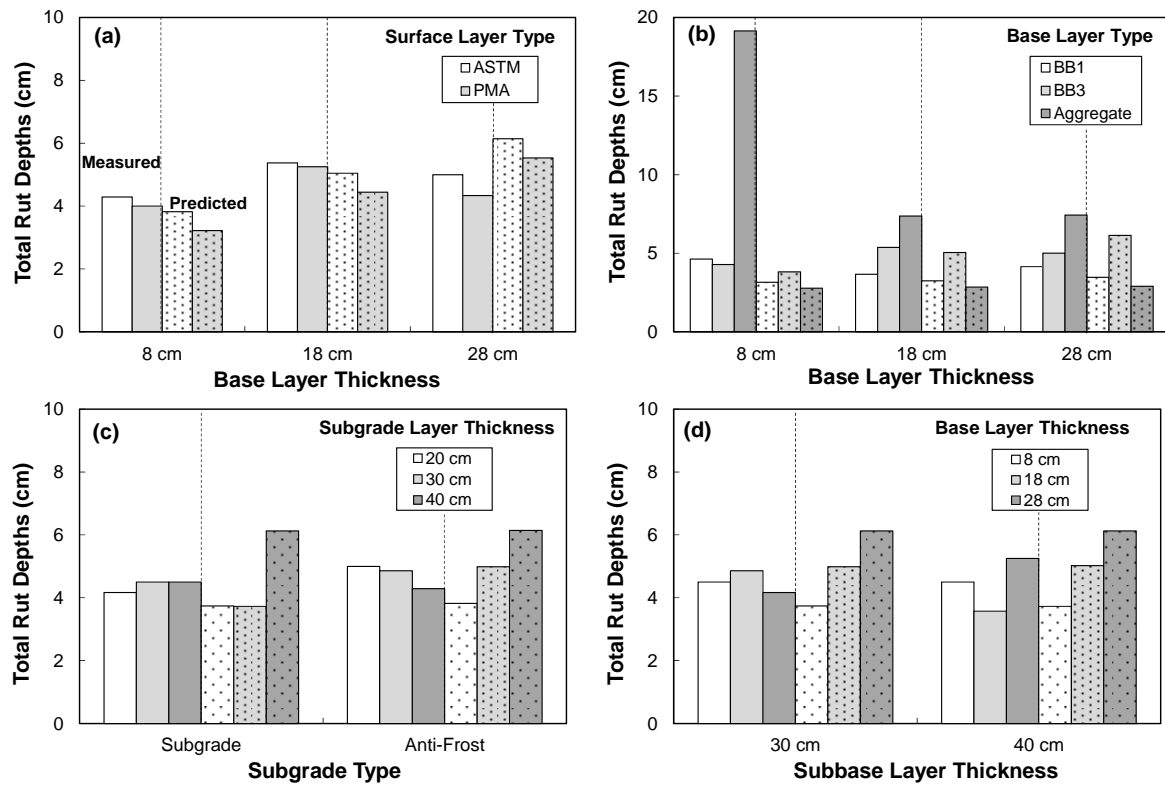 10
8
6
4
2
0
Total Rut Depths (cm)
(a)
Surface Layer Type
ASTM
PMA
Measured
Predicted
8 cm
18 cm
28 cm
Base Layer Thickness
20
15
10
5
0
Total Rut Depths (cm)
(b)
Base Layer Type
BB1
BB3
Aggregate
8 cm
18 cm
28 cm
Base Layer Thickness
10
8
6
4
2
0
Total Rut Depths (cm)
(c)
Subgrade Layer Thickness
20 cm
30 cm
40 cm
Subgrade
Anti-Frost
Subgrade Type
10
8
6
4
2
0
Total Rut Depths (cm)
(d)
Base Layer Thickness
8 cm
18 cm
28 cm
30 cm
40 cm
Subbase Layer Thickness